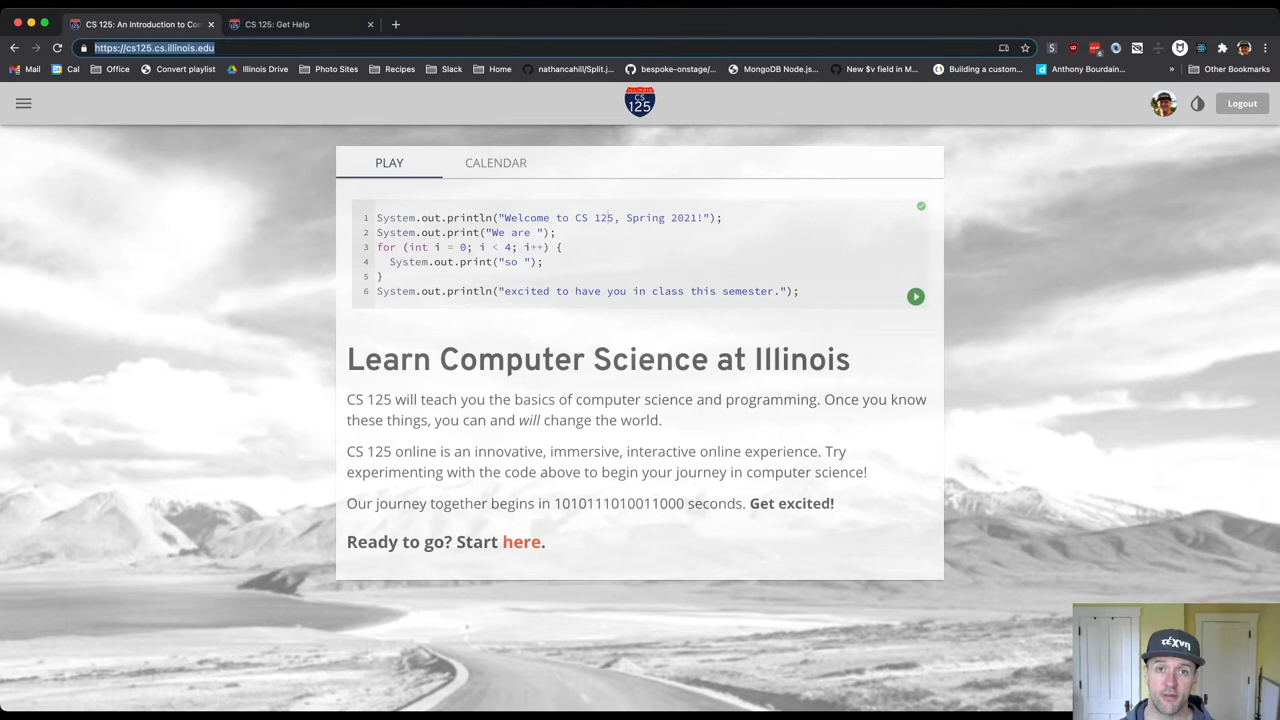 CS 125: An Introduction to Con
CS 125: Get Help
https://cs125.cs.illinois.edu
Mail
Cal
Office
Convert playlist
Illinois Drive
Photo Sites
Recipes
Slack
Home
nathancahill/Split.j...
bespoke-onstage/...
MongoDB Node.js...
New $v field in M...
Building a custom...
Anthony Bourdain...
»
Other Bookmarks
ILLINOIS
CS
125
Logout
PLAY
CALENDAR
1 System.out.println("Welcome to CS 125, Spring 2021!");
2 System.out.print("We are ");
3 for (int i = 0; i < 4; i++) {
4 System.out.print("so ");
5 }
6 System.out.println("excited to have you in class this semester.");
Learn Computer Science at Illinois
CS 125 will teach you the basics of computer science and programming. Once you know
these things, you can and will change the world.
CS 125 online is an innovative, immersive, interactive online experience. Try
experimenting with the code above to begin your journey in computer science!
Our journey together begins in 1010111010011000 seconds. Get excited!
Ready to go? Start here.
τέχνη